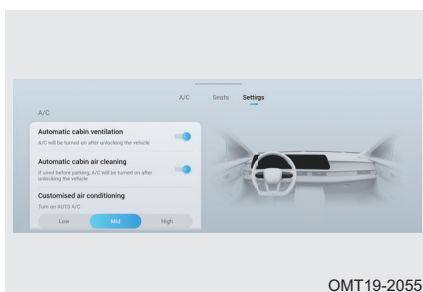 A/C Seats Settigs
A/C
Automatic cabin ventilation
A/C will be turned on after unlocking the vehicle
Automatic cabin air cleaning
If used before parking, A/C will be turned on after
unlocking the vehicle
Customised air conditioning
Turn on AUTO A/C
Low Mid High
OMT19-2055